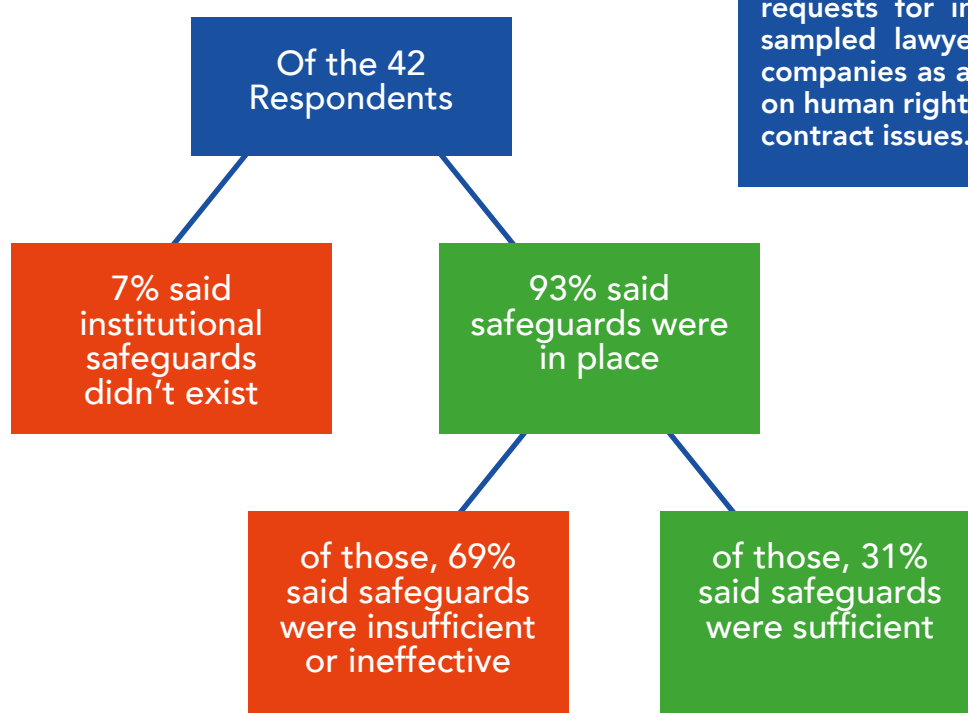 Of the 42
Respondents
requests for
sampled
companies as
on human
contract issues.
7% said
institutional
safeguards
didn't exist
93% said
safeguards were
in place
of those, 69%
said safeguards
were insufficient
or ineffective
of those, 31%
said safeguards
were sufficient